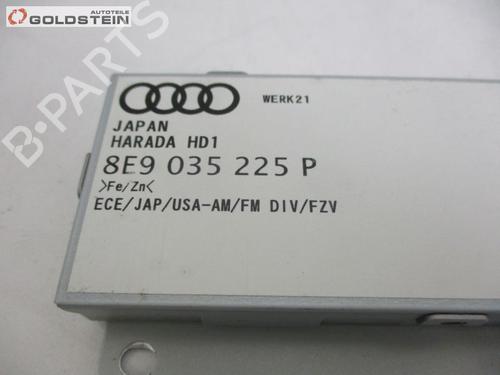 AUTOTEILE
GOLDSTEIN
B-PARTS
WERK21
JAPAN
HARADA HD1
8E9 035 225 P
>Fe/Zn<
ECE/JAP/USA-AM/FM DIV/FZV